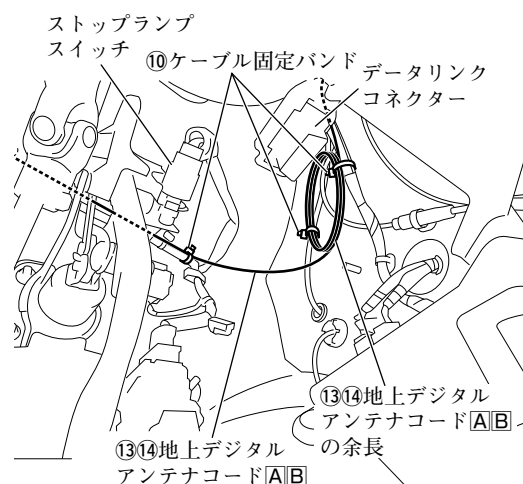 ストップランプ
スイッチ
⑩ケーブル固定バンド
データリンク
コネクター
⑬⑭地上デジタル
アンテナコードAB
の余長
⑬⑭地上デジタル
アンテナコードAB